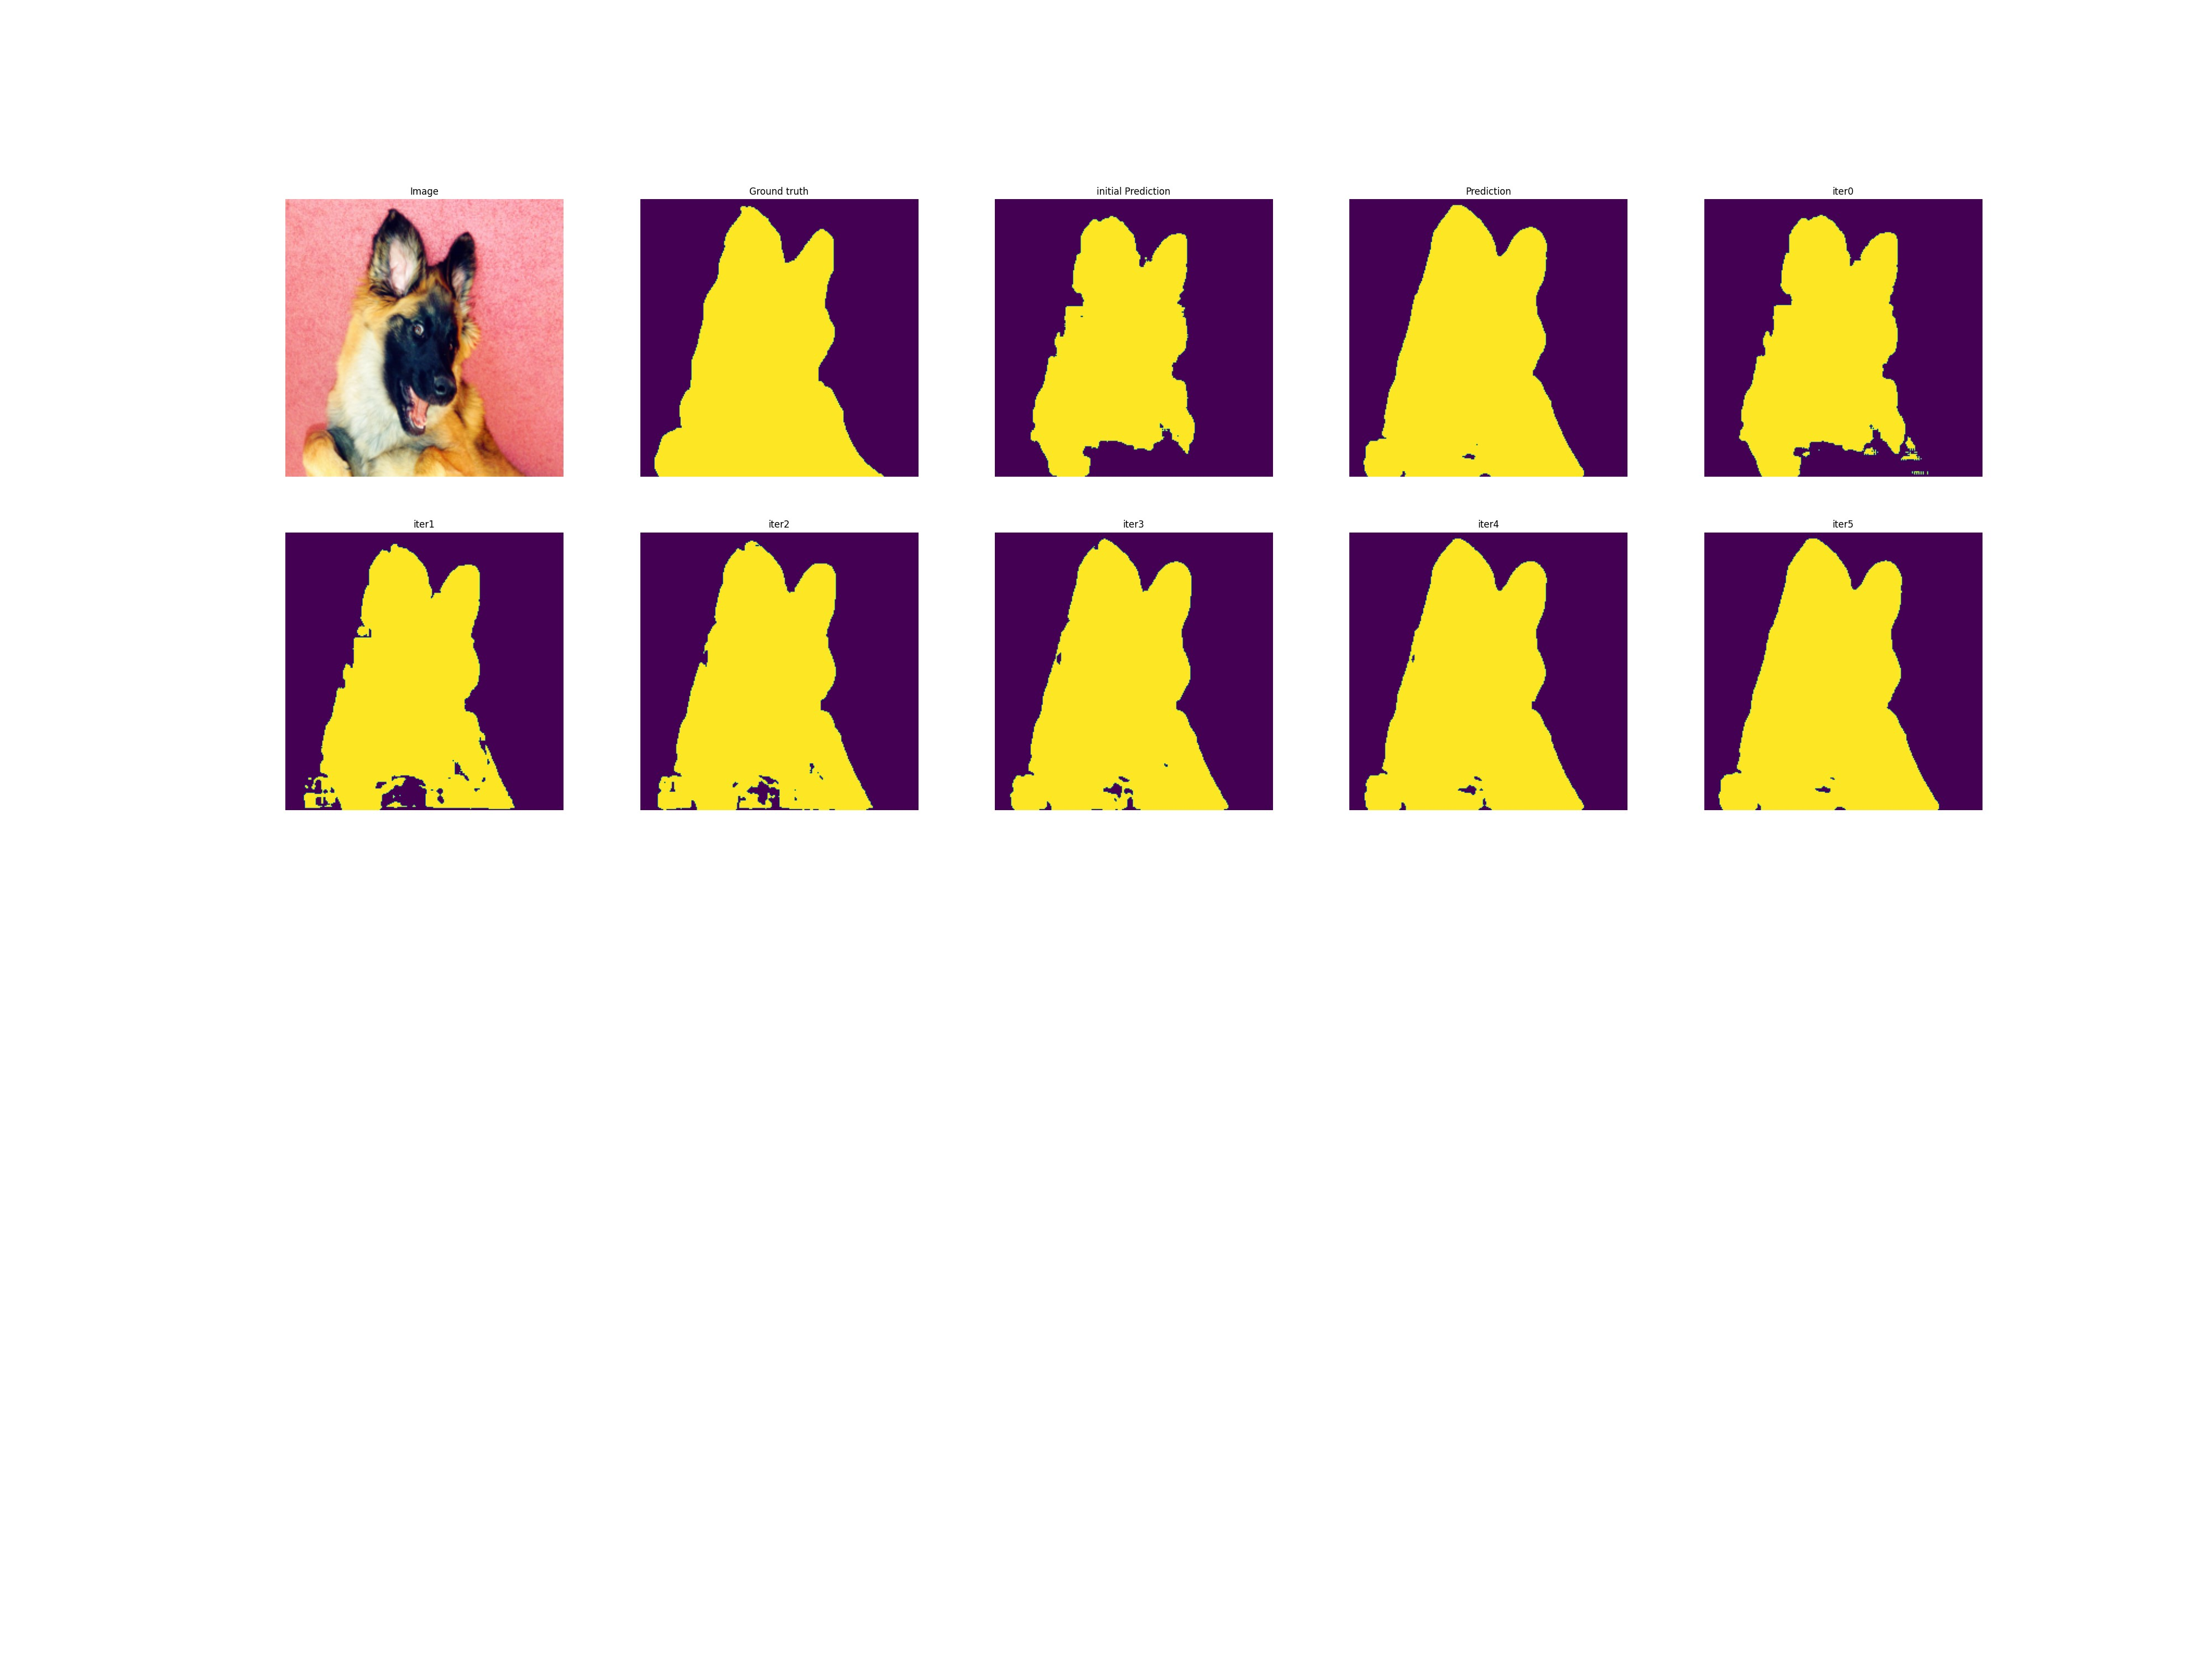 Image
Ground truth
initial Prediction
Prediction
iter0
iter1
iter2
iter3
iter4
iter5